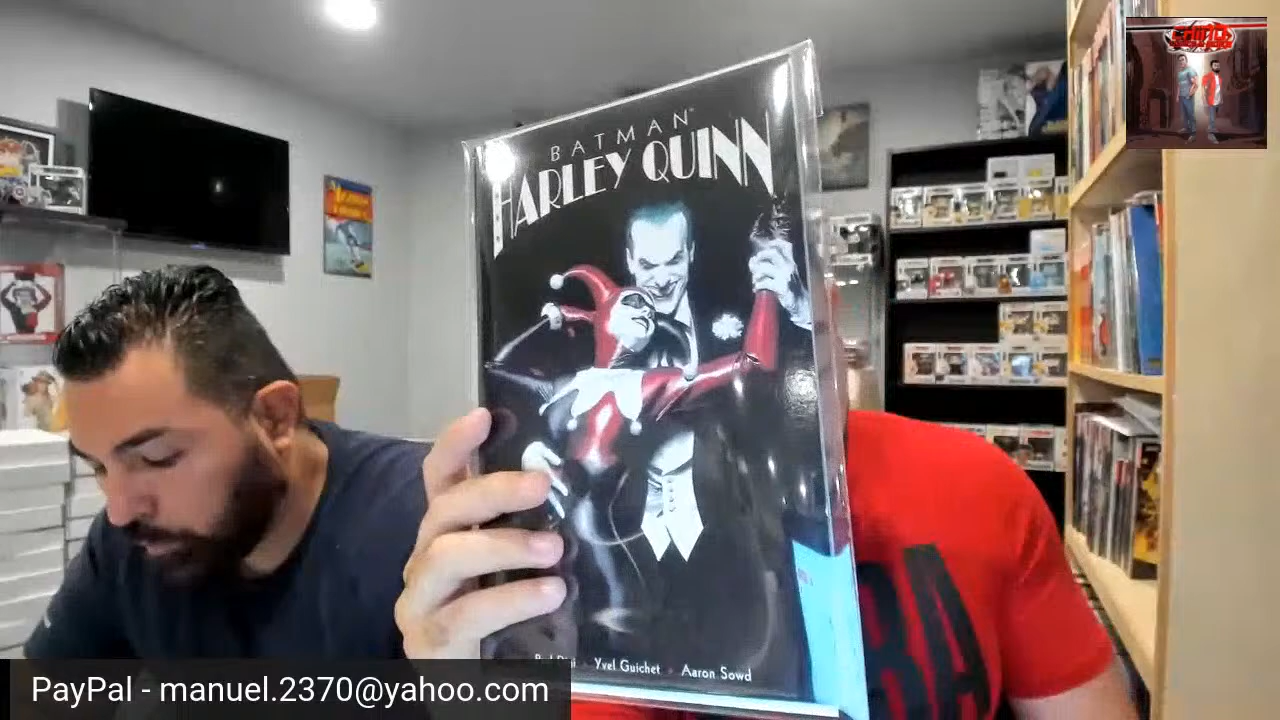 BATMAN
HARLEY QUINN
Yvel Guichet • Aaron Sowd
PayPal - manuel.2370@yahoo.com